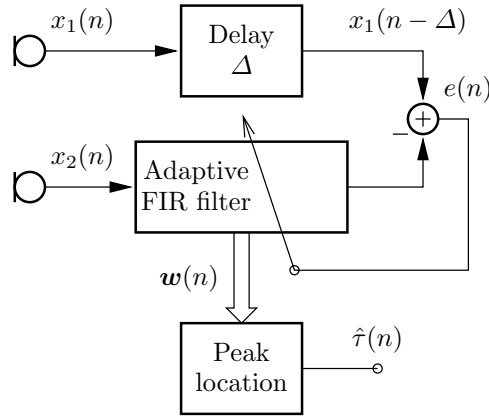 x₁(n)
Delay
Δ
x₁(n − Δ)
e(n)
+
−
x₂(n)
Adaptive
FIR filter
w(n)
Peak
location
τ̂(n)